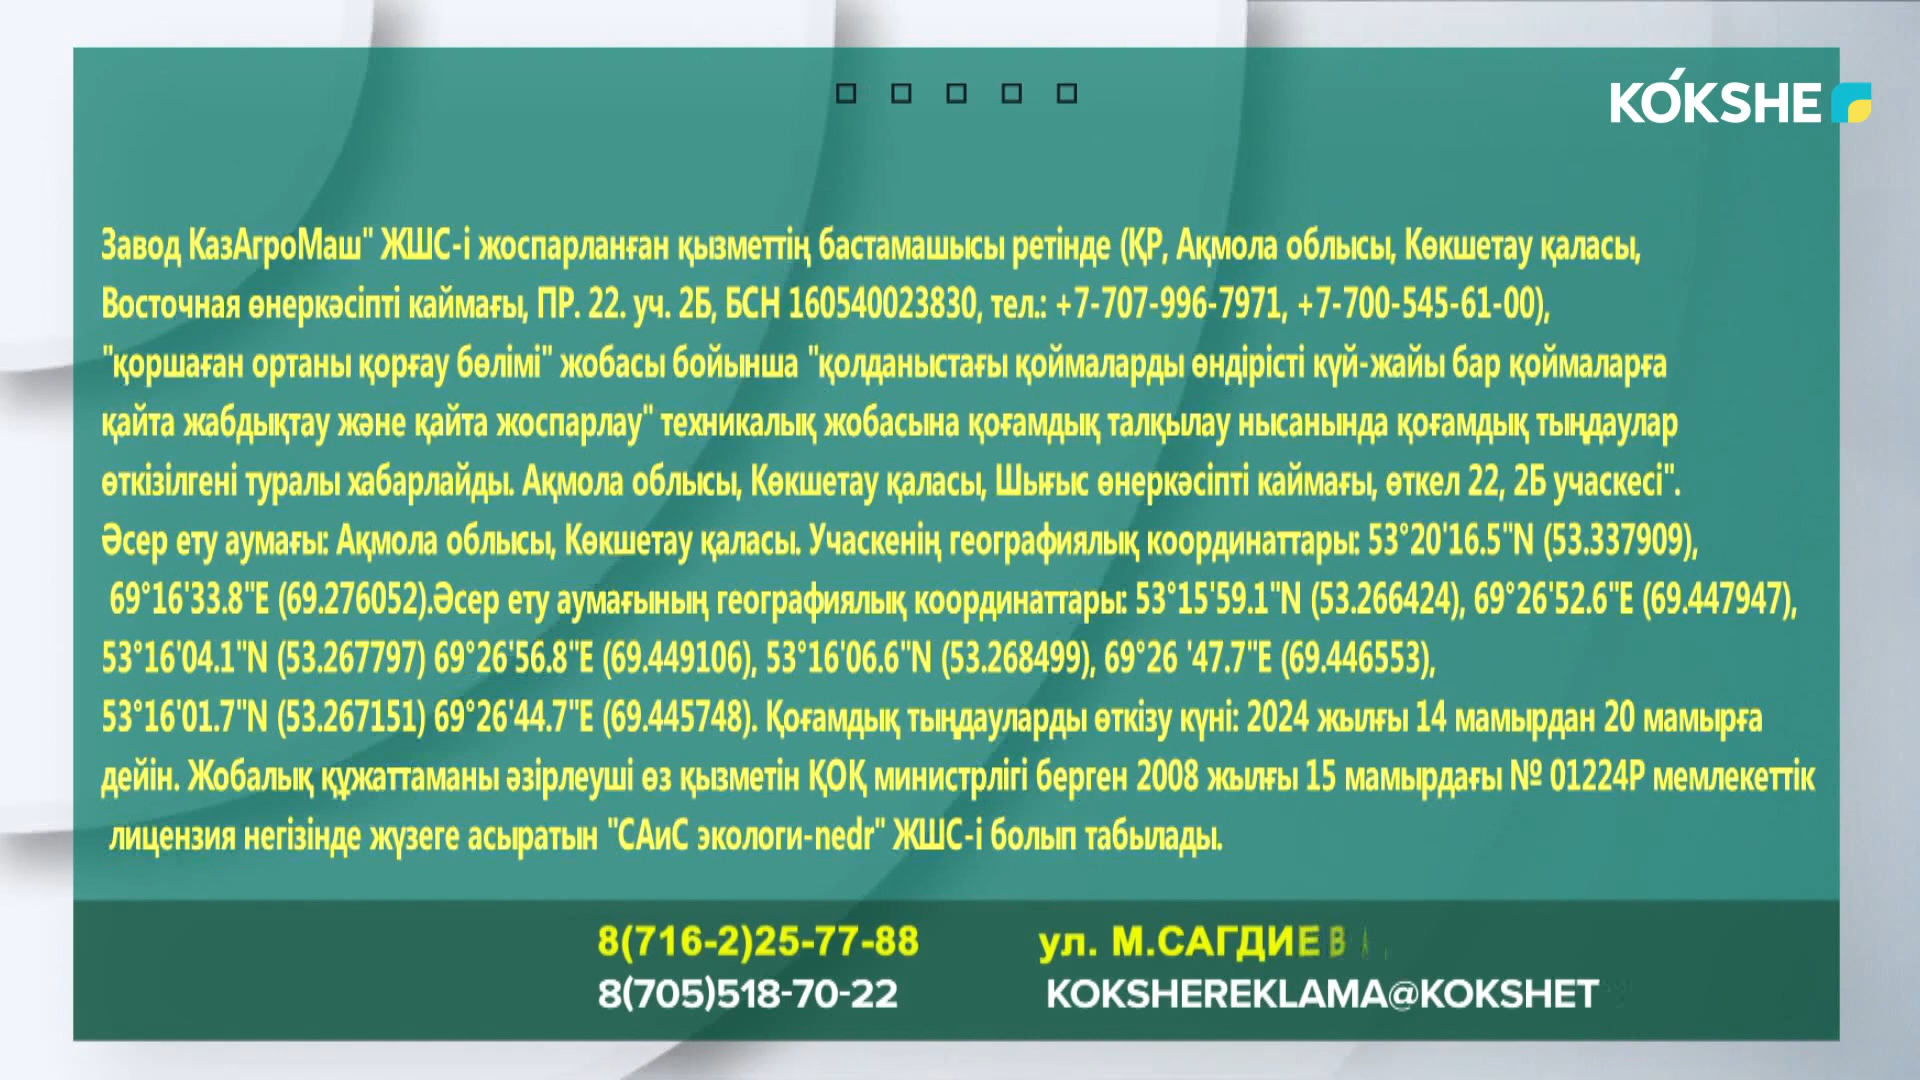 KÓKSHE
Завод КазАгроМаш" ЖШС-і жоспарланған қызметтің бастамашысы ретінде (ҚР, Ақмола облысы, Көкшетау қаласы,
Восточная өнеркәсіпті каймағы, ПР. 22. уч. 2Б, БСН 160540023830, тел.: +7-707-996-7971, +7-700-545-61-00),
"қоршаған ортаны қорғау бөлімі" жобасы бойынша "қолданыстағы қоймаларды өндірісті күй-жайы бар қоймаларға
қайта жабдықтау және қайта жоспарлау" техникалық жобасына қоғамдық талқылау нысанында қоғамдық тыңдаулар
өткізілгені туралы хабарлайды. Ақмола облысы, Көкшетау қаласы, Шығыс өнеркәсіпті каймағы, өткел 22, 2Б учаскесі".
Әсер ету аумағы: Ақмола облысы, Көкшетау қаласы. Учаскенің географиялық координаттары: 53°20'16.5"N (53.337909),
69°16'33.8"E (69.276052).Әсер ету аумағының географиялық координаттары: 53°15'59.1"N (53.266424), 69°26'52.6"E (69.447947),
53°16'04.1"N (53.267797) 69°26'56.8"E (69.449106), 53°16'06.6"N (53.268499), 69°26 '47.7"E (69.446553),
53°16'01.7"N (53.267151) 69°26'44.7"E (69.445748). Қоғамдық тыңдауларды өткізу күні: 2024 жылғы 14 мамырдан 20 мамырға
дейін. Жобалық құжаттаманы әзірлеуші өз қызметін ҚОҚ министрлігі берген 2008 жылғы 15 мамырдағы № 01224Р мемлекеттік
лицензия негізінде жүзеге асыратын "САиС экологи-nedr" ЖШС-і болып табылады.
8(716-2)25-77-88
ул. М.САГДИЕВА,
8(705)518-70-22
KOKSHEREKLAMA@KOKSHET